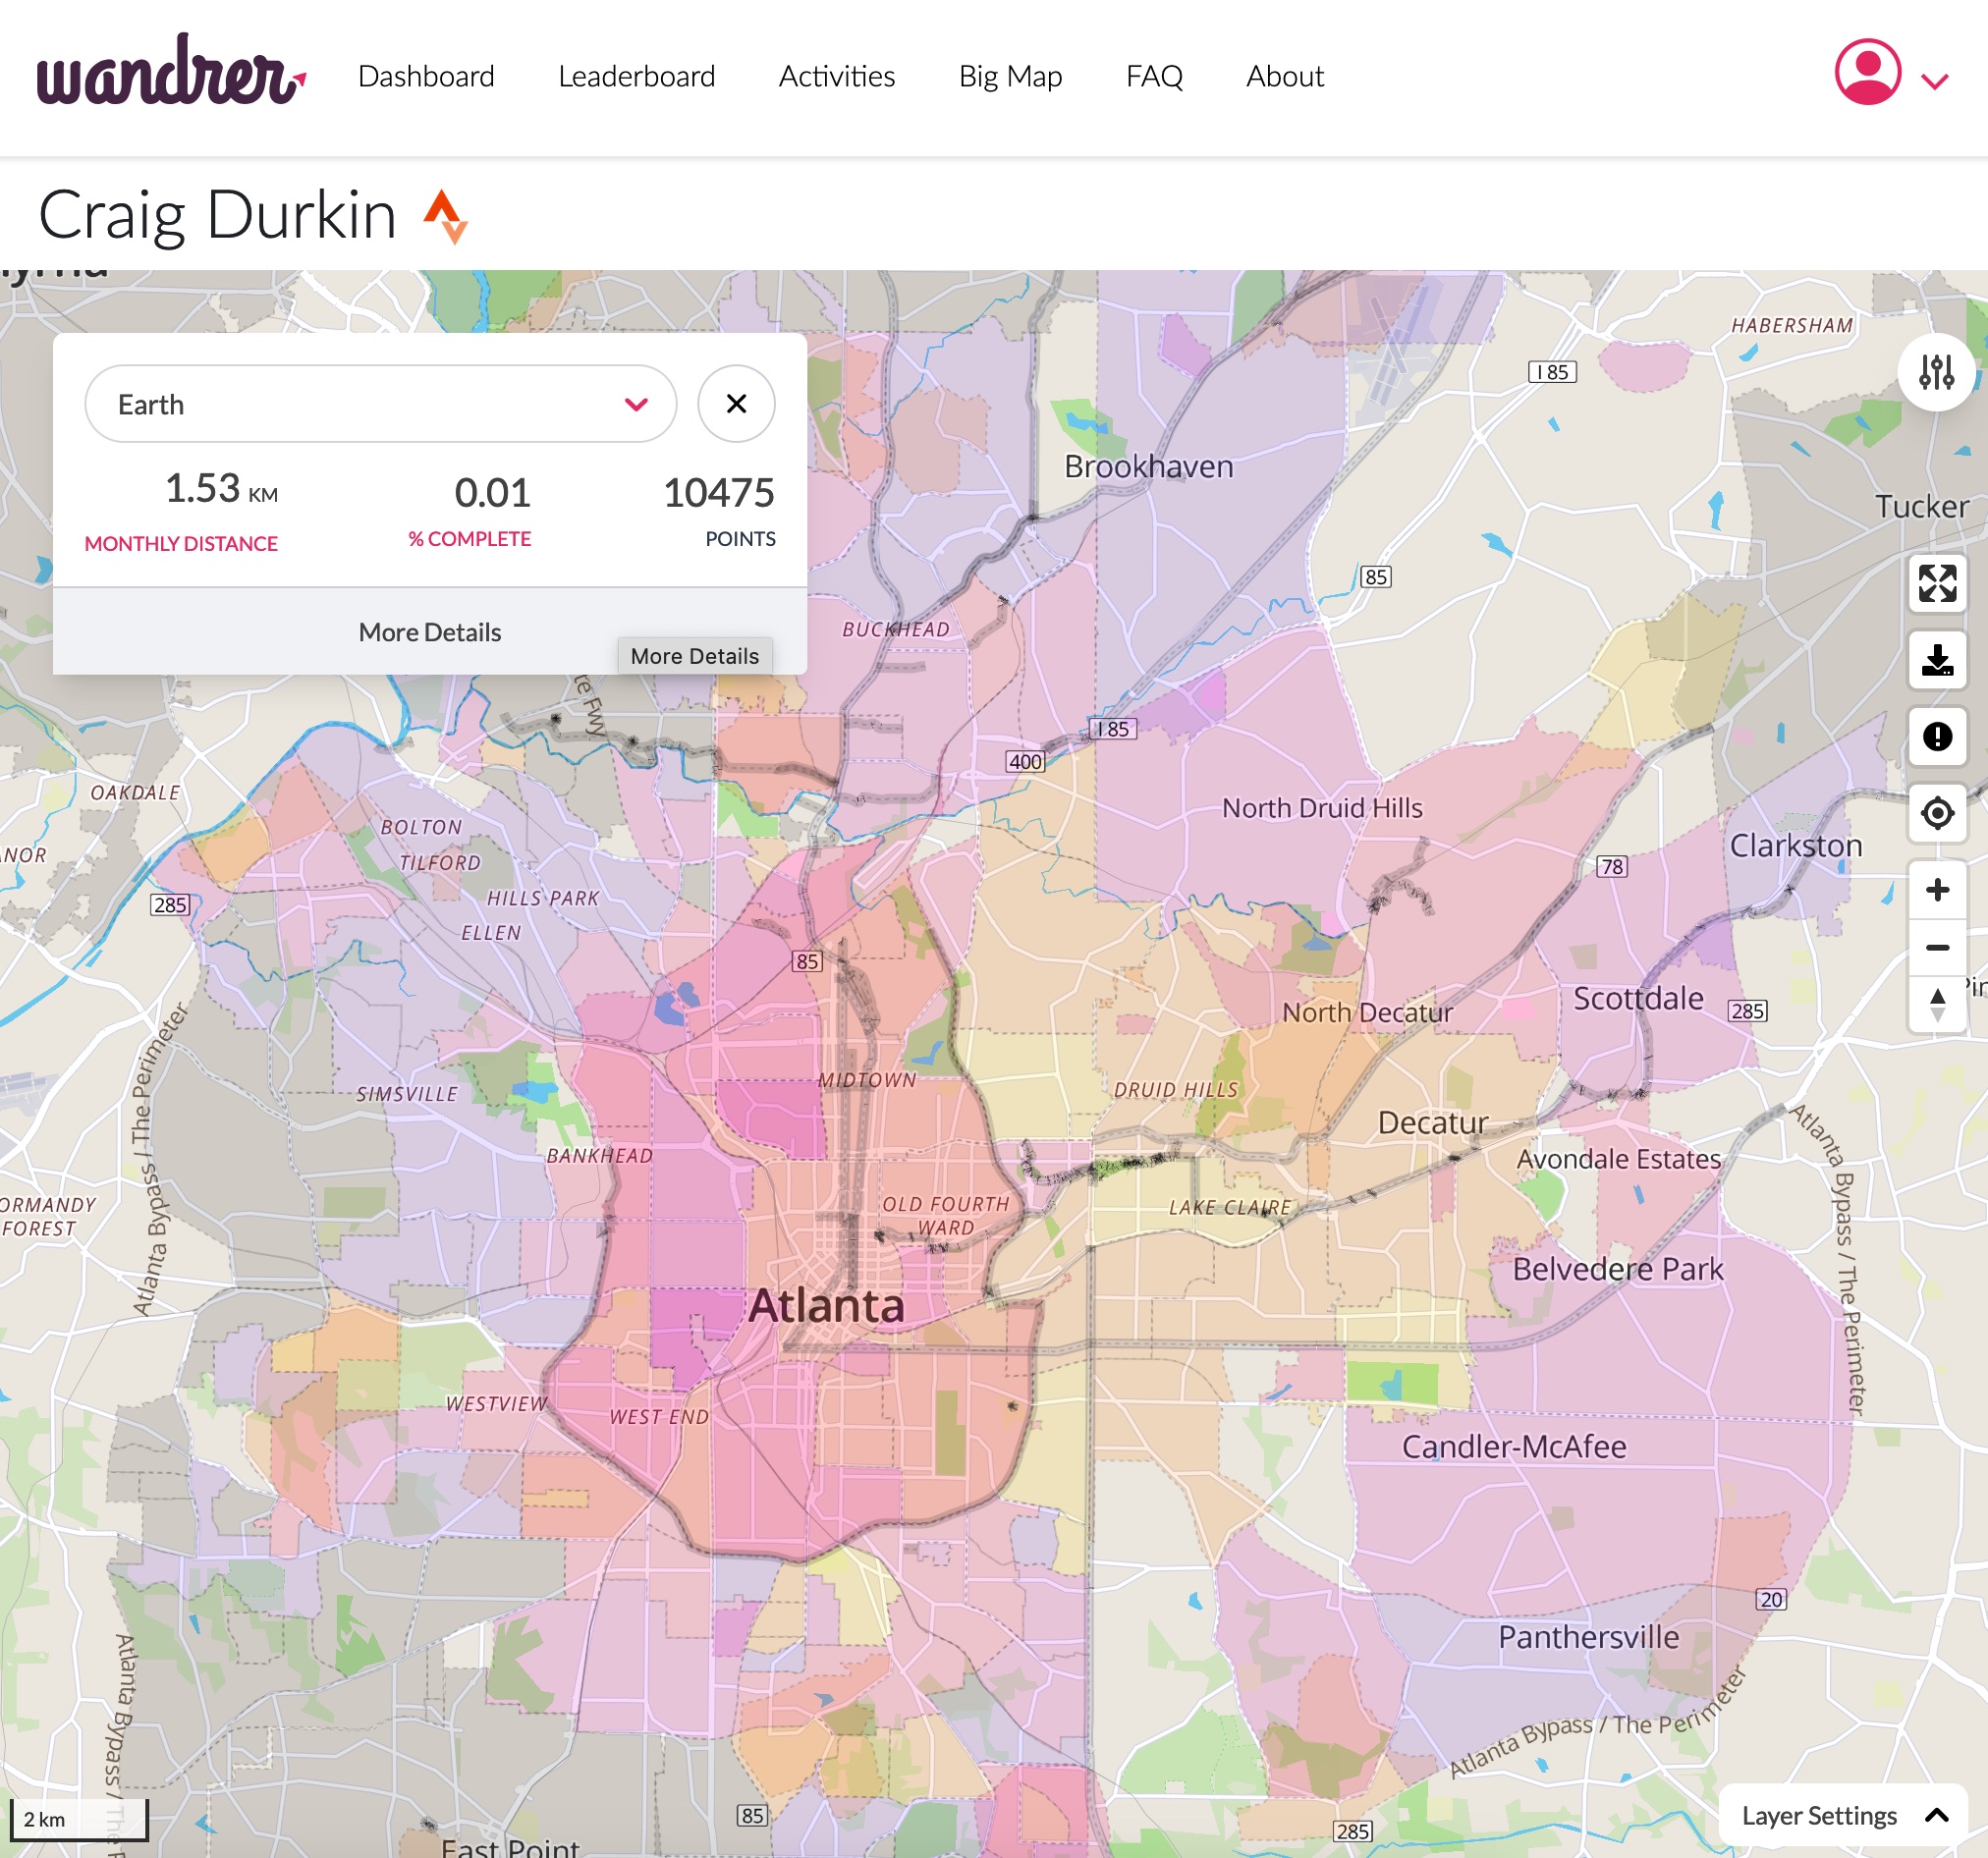 wandrer
Dashboard
Leaderboard
Activities
Big Map
FAQ
About
Craig Durkin
HABERSHAM
I 85
Earth
1.53 KM
0.01
10475
MONTHLY DISTANCE
% COMPLETE
POINTS
More Details
More Details
Brookhaven
Tucker
85
BUCKHEAD
te Fwy
I 85
400
OAKDALE
North Druid Hills
BOLTON
TILFORD
Clarkston
78
HILLS PARK
285
ELLEN
85
Scottdale
285
North Decatur
Atlanta Bypass / The Perimeter
MIDTOWN
SIMSVILLE
DRUID HILLS
Decatur
Atlanta Bypass / The Perimeter
BANKHEAD
Avondale Estates
OLD FOURTH
WARD
LAKE CLAIRE
ORMANDY
FOREST
Belvedere Park
Atlanta
WESTVIEW
WEST END
Candler-McAfee
20
Panthersville
Atlanta Bypass / The Perimeter
Atlanta Bypass / The P
2 km
85
285
Layer Settings
East Point